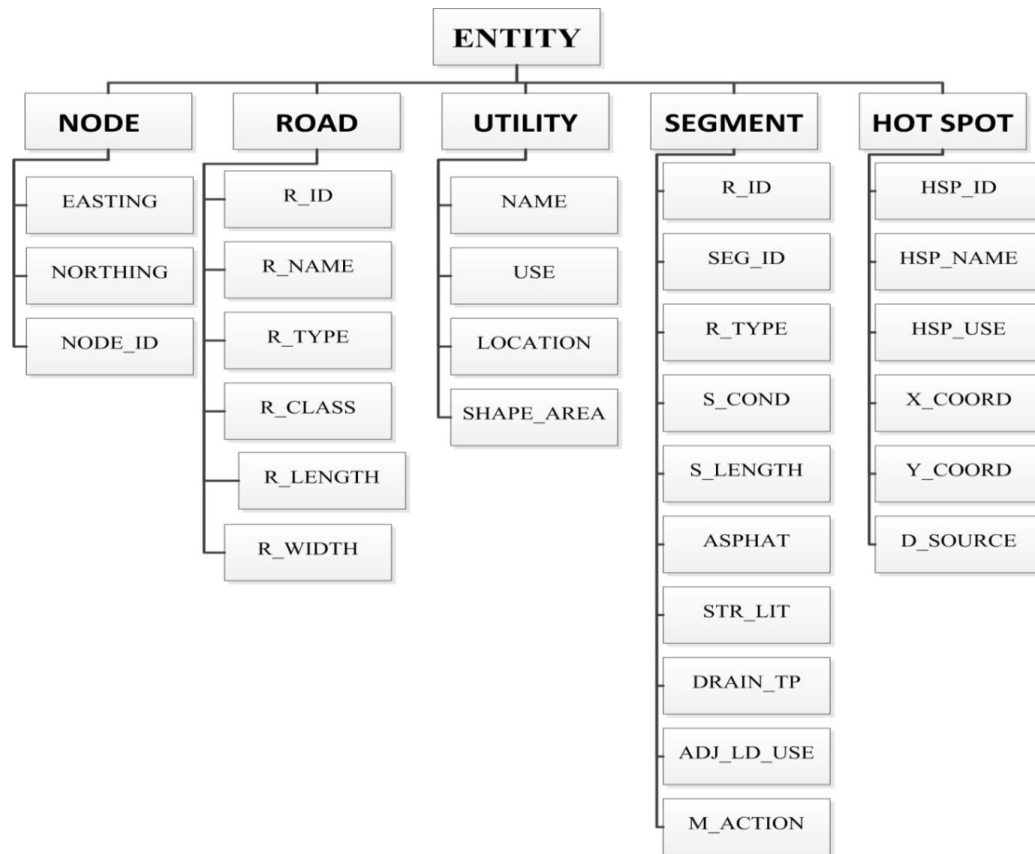 ENTITY
NODE
EASTING
NORTHING
NODE_ID
ROAD
R_ID
R_NAME
R_TYPE
R_CLASS
R_LENGTH
R_WIDTH
UTILITY
NAME
USE
LOCATION
SHAPE_AREA
SEGMENT
R_ID
SEG_ID
R_TYPE
S_COND
S_LENGTH
ASPHAT
STR_LIT
DRAIN_TP
ADJ_LD_USE
M_ACTION
HOT SPOT
HSP_ID
HSP_NAME
HSP_USE
X_COORD
Y_COORD
D_SOURCE